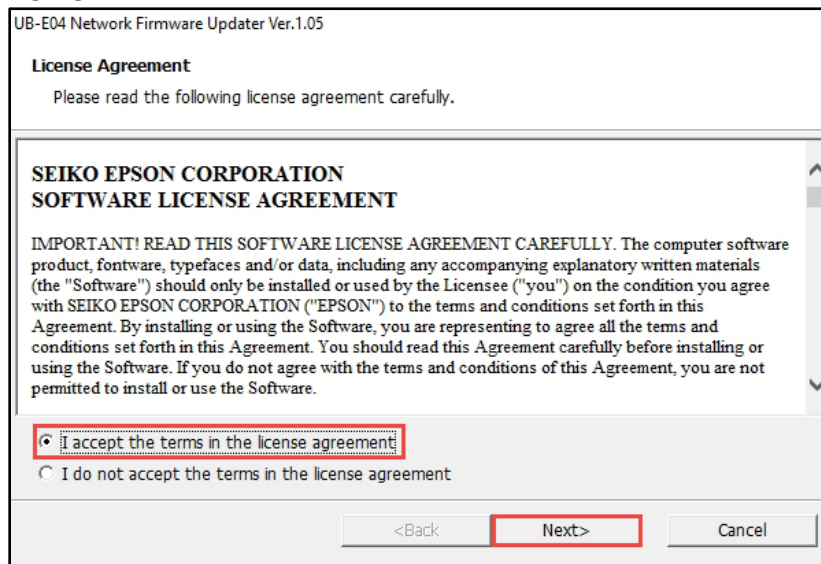 UB-E04 Network Firmware Updater Ver.1.05
License Agreement
Please read the following license agreement carefully.
SEIKO EPSON CORPORATION
SOFTWARE LICENSE AGREEMENT
IMPORTANT! READ THIS SOFTWARE LICENSE AGREEMENT CAREFULLY. The computer software
product, fontware, typefaces and/or data, including any accompanying explanatory written materials
(the "Software") should only be installed or used by the Licensee ("you") on the condition you agree
with SEIKO EPSON CORPORATION ("EPSON") to the terms and conditions set forth in this
Agreement. By installing or using the Software, you are representing to agree all the terms and
conditions set forth in this Agreement. You should read this Agreement carefully before installing or
using the Software. If you do not agree with the terms and conditions of this Agreement, you are not
permitted to install or use the Software.
I accept the terms in the license agreement
I do not accept the terms in the license agreement
<Back Next> Cancel